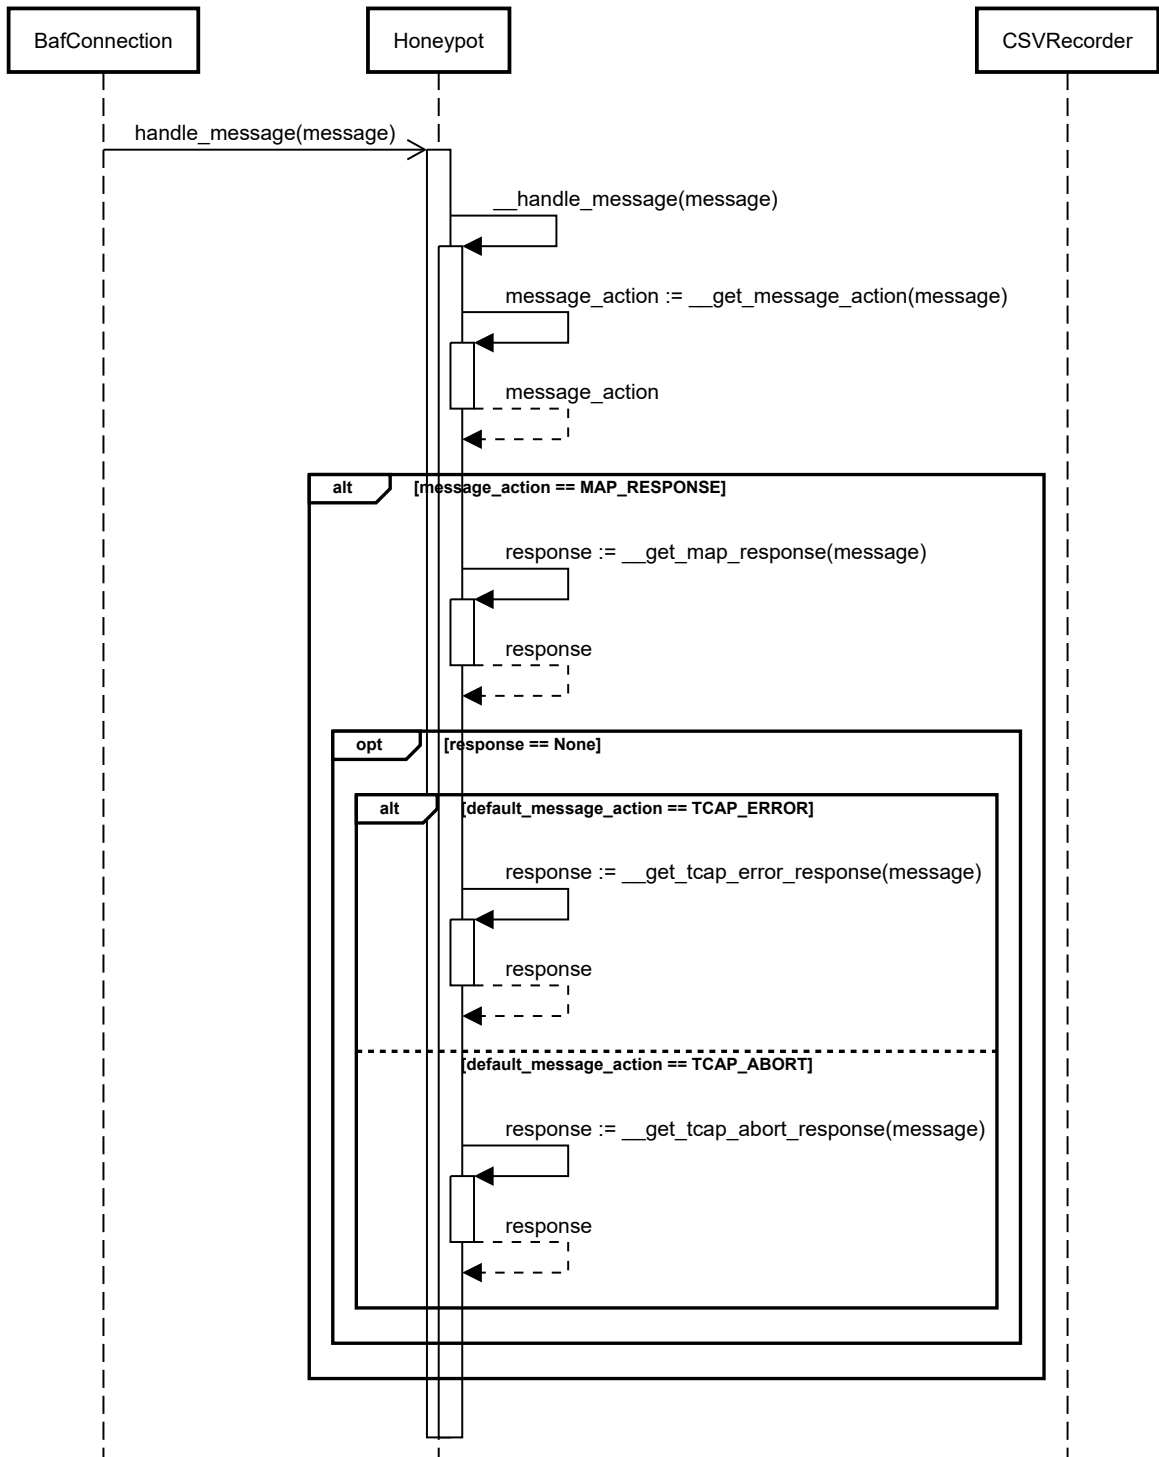 BafConnection
Honeypot
CSVRecorder
handle_message(message)
__handle_message(message)
message_action := __get_message_action(message)
message_action
alt
[message_action == MAP_RESPONSE]
response := __get_map_response(message)
response
opt
[response == None]
alt
[default_message_action == TCAP_ERROR]
response := __get_tcap_error_response(message)
response
[default_message_action == TCAP_ABORT]
response := __get_tcap_abort_response(message)
response